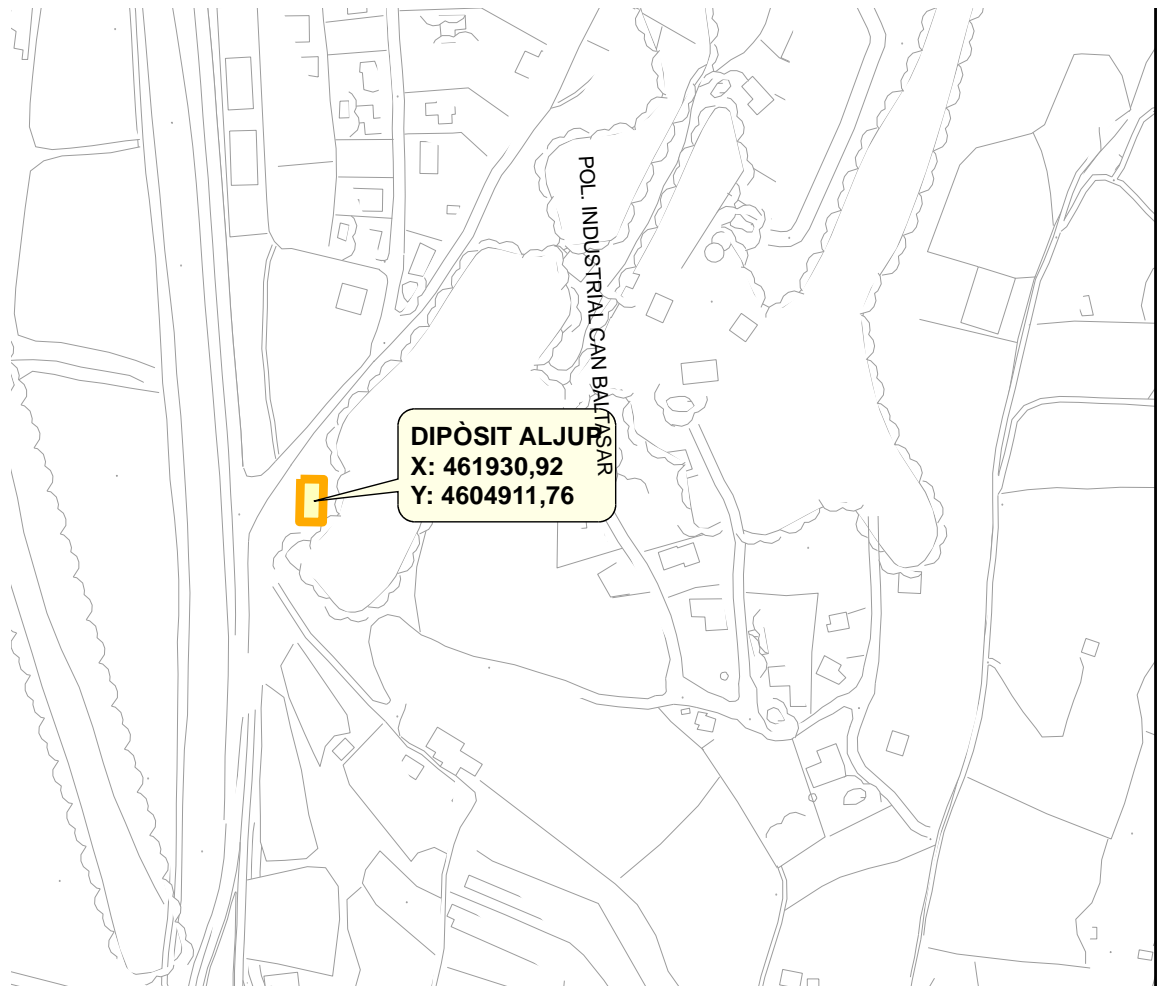 POL. INDUSTRIAL CAN BALTASAR
DIPÒSIT ALJUP
X: 461930,92
Y: 4604911,76